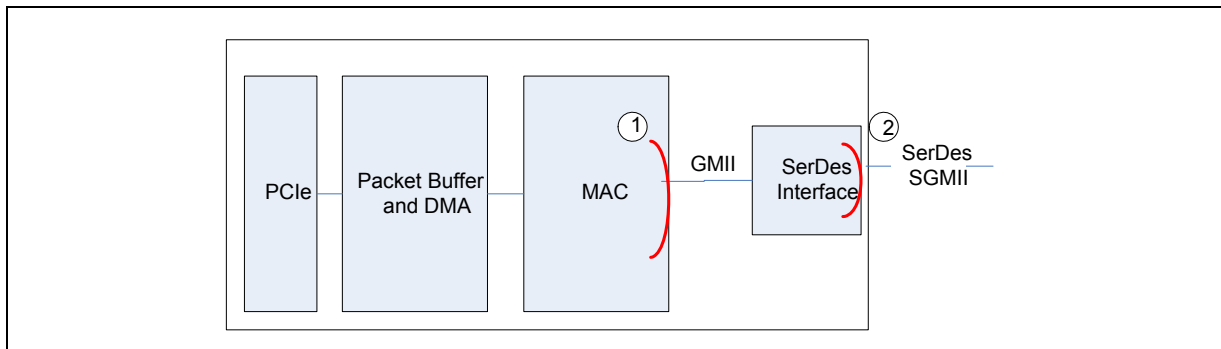 1
2
GMII
SerDes
SGMII
PCIe
Packet Buffer
and DMA
MAC
SerDes
Interface